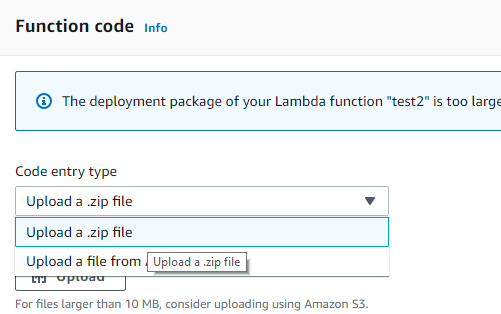 Function code Info
The deployment package of your Lambda function "test2" is too large
Code entry type
Upload a .zip file
Upload a .zip file
Upload a file from
Upload a .zip file
Upload
For files larger than 10 MB, consider uploading using Amazon S3.